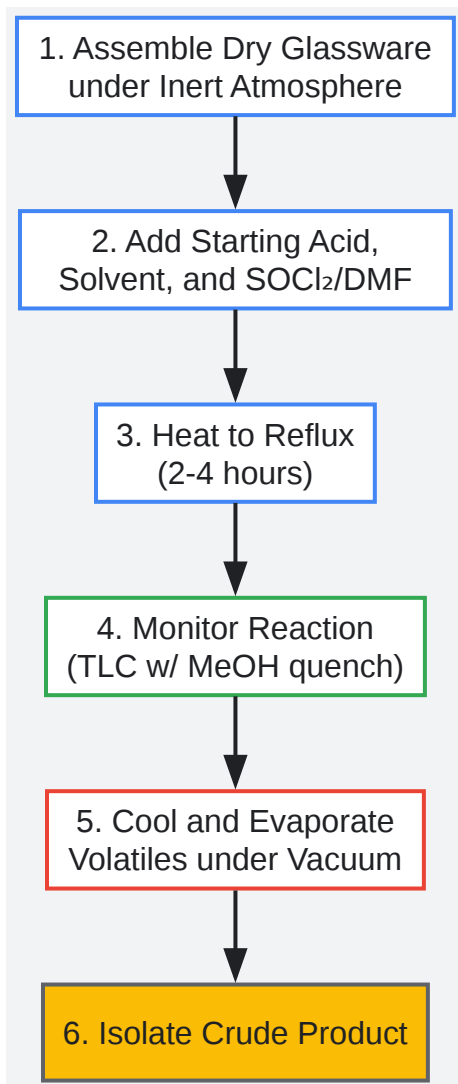 1. Assemble Dry Glassware
under Inert Atmosphere
2. Add Starting Acid,
Solvent, and SOCl₂/DMF
3. Heat to Reflux
(2-4 hours)
4. Monitor Reaction
(TLC w/ MeOH quench)
5. Cool and Evaporate
Volatiles under Vacuum
6. Isolate Crude Product